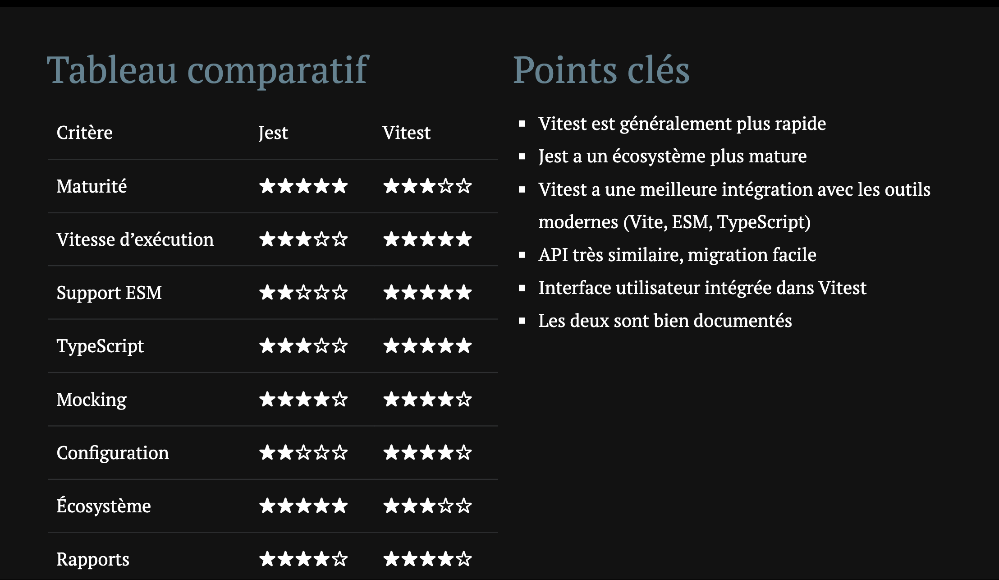 Tableau comparatif
Critère Jest Vitest
Maturité ★★★★★ ★★★☆☆
Vitesse d’exécution ★★★☆☆ ★★★★★
Support ESM ★★☆☆☆ ★★★★★
TypeScript ★★★☆☆ ★★★★★
Mocking ★★★★☆ ★★★★☆
Configuration ★★☆☆☆ ★★★★☆
Écosystème ★★★★★ ★★★☆☆
Rapports ★★★★☆ ★★★★☆
Points clés
▪ Vitest est généralement plus rapide
▪ Jest a un écosystème plus mature
▪ Vitest a une meilleure intégration avec les outils
modernes (Vite, ESM, TypeScript)
▪ API très similaire, migration facile
▪ Interface utilisateur intégrée dans Vitest
▪ Les deux sont bien documentés